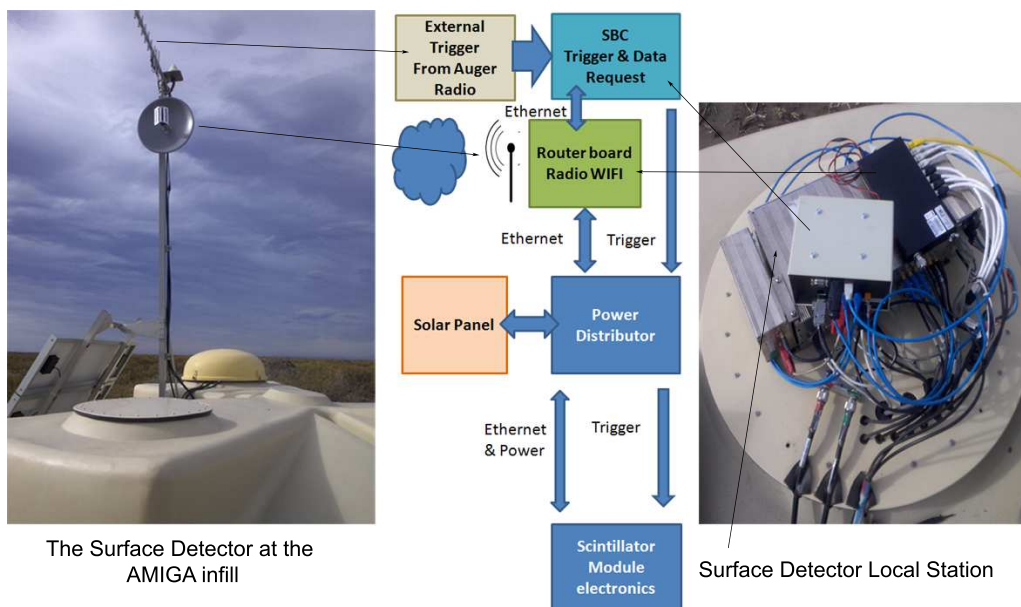 External
Trigger
From Auger
Radio
SBC
Trigger & Data
Request
Ethernet
Router board
Radio WIFI
Ethernet
Trigger
Solar Panel
Power
Distributor
Ethernet
& Power
Trigger
Scintillator
Module
electronics
The Surface Detector at the
AMIGA infill
Surface Detector Local Station